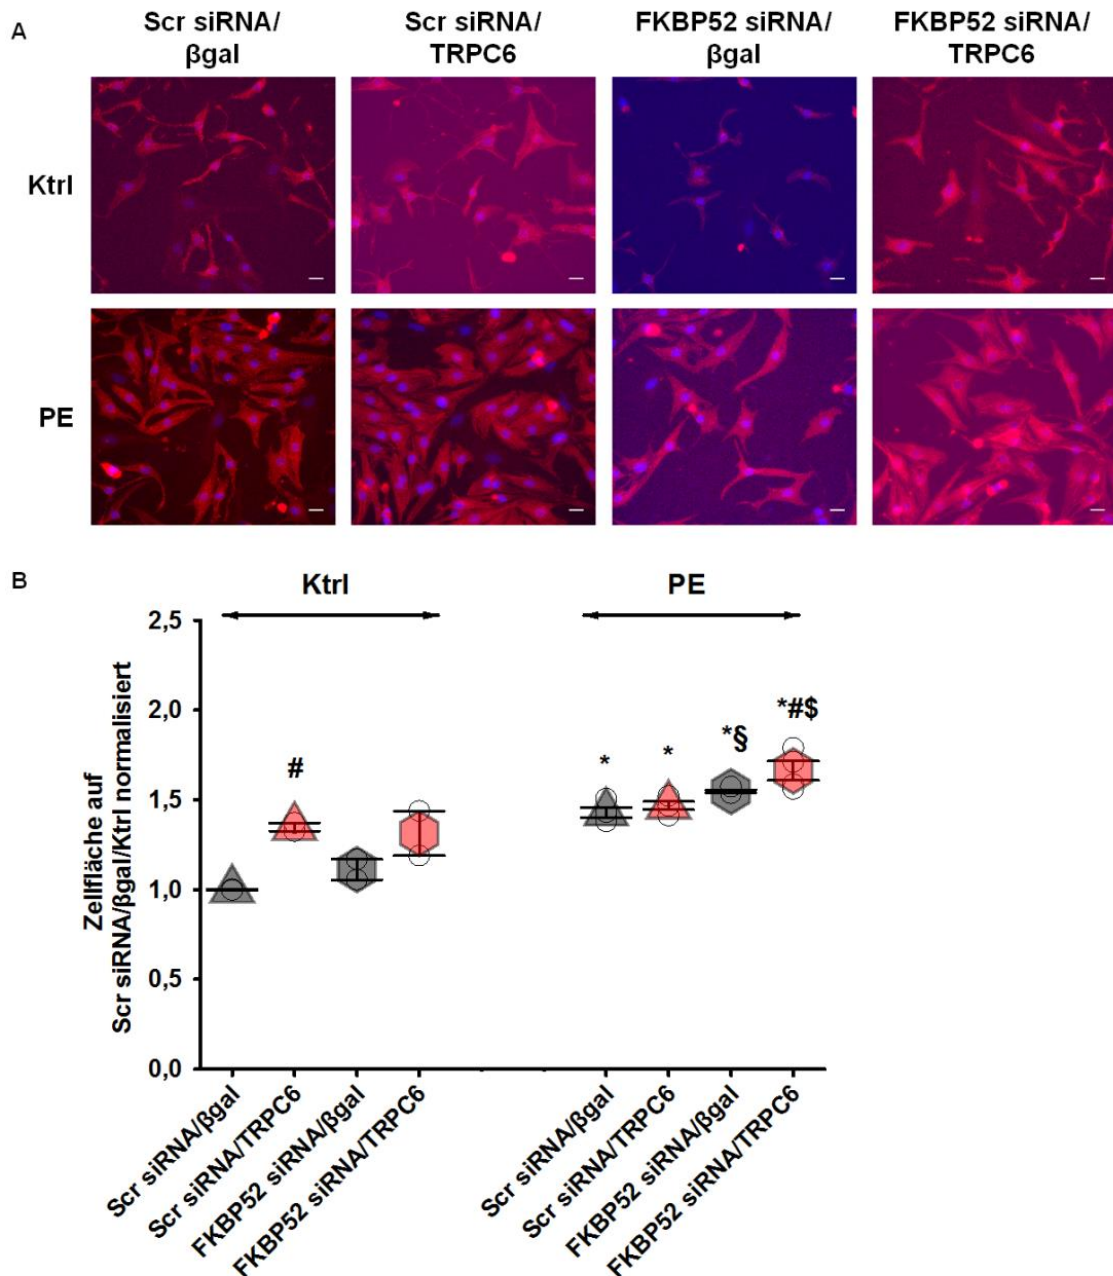 A
Scr siRNA/
βgal
Scr siRNA/
TRPC6
FKBP52 siRNA/
βgal
FKBP52 siRNA/
TRPC6
Ktrl
PE
B
Ktrl
PE
Zellfläche auf
Scr siRNA/βgal/Ktrl normalisiert
2,5
2,0
1,5
1,0
0,5
0,0
#
*
*
*§
*#$
Scr siRNA/βgal
Scr siRNA/TRPC6
FKBP52 siRNA/βgal
FKBP52 siRNA/TRPC6
Scr siRNA/βgal
Scr siRNA/TRPC6
FKBP52 siRNA/βgal
FKBP52 siRNA/TRPC6